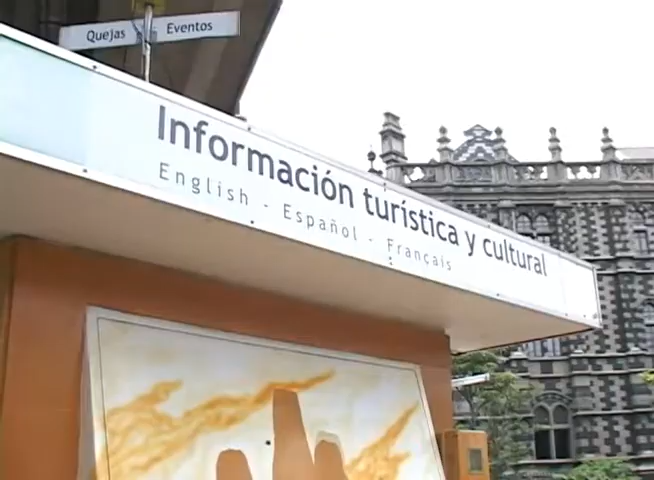 Quejas Eventos
Información turística y cultural
English - Español - Français